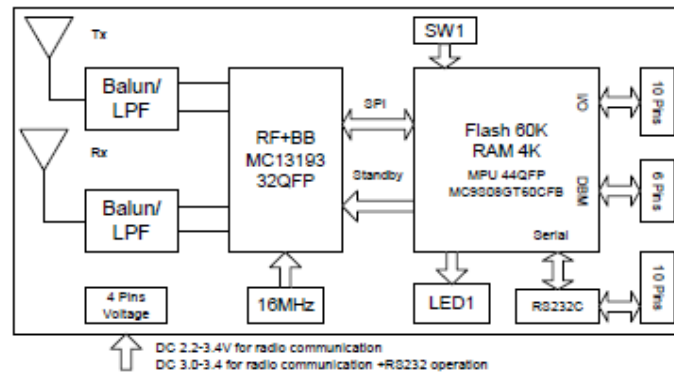 Tx
SW1
Balun/
LPF
RF+BB
MC13193
32QFP
SPI
Flash 60K
RAM 4K
MPU 44QFP
MC9S08GT60CFB
I/O
10 Pins
Rx
Standby
DBM
6 Pins
Balun/
LPF
Serial
4 Pins
Voltage
16MHz
LED1
RS232C
10 Pins
DC 2.2-3.4V for radio communication
DC 3.0-3.4 for radio communication +RS232 operation